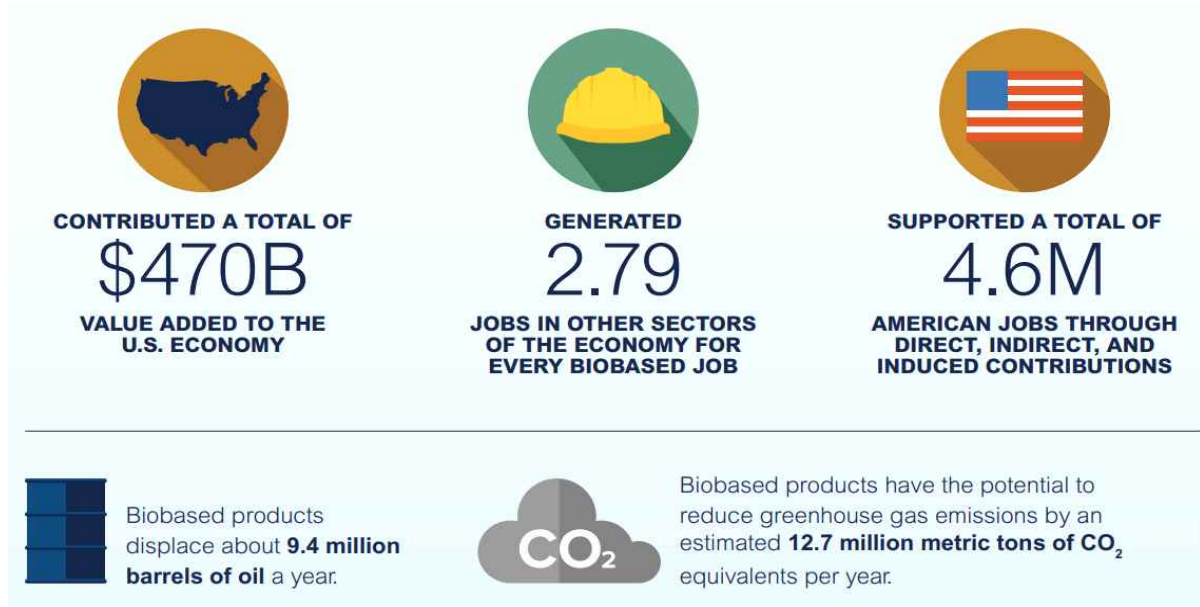 CONTRIBUTED A TOTAL OF
$470B
VALUE ADDED TO THE
U.S. ECONOMY
GENERATED
2.79
JOBS IN OTHER SECTORS
OF THE ECONOMY FOR
EVERY BIOBASED JOB
SUPPORTED A TOTAL OF
4.6M
AMERICAN JOBS THROUGH
DIRECT, INDIRECT, AND
INDUCED CONTRIBUTIONS
Biobased products
displace about 9.4 million
barrels of oil a year.
CO₂
Biobased products have the potential to
reduce greenhouse gas emissions by an
estimated 12.7 million metric tons of CO₂
equivalents per year.